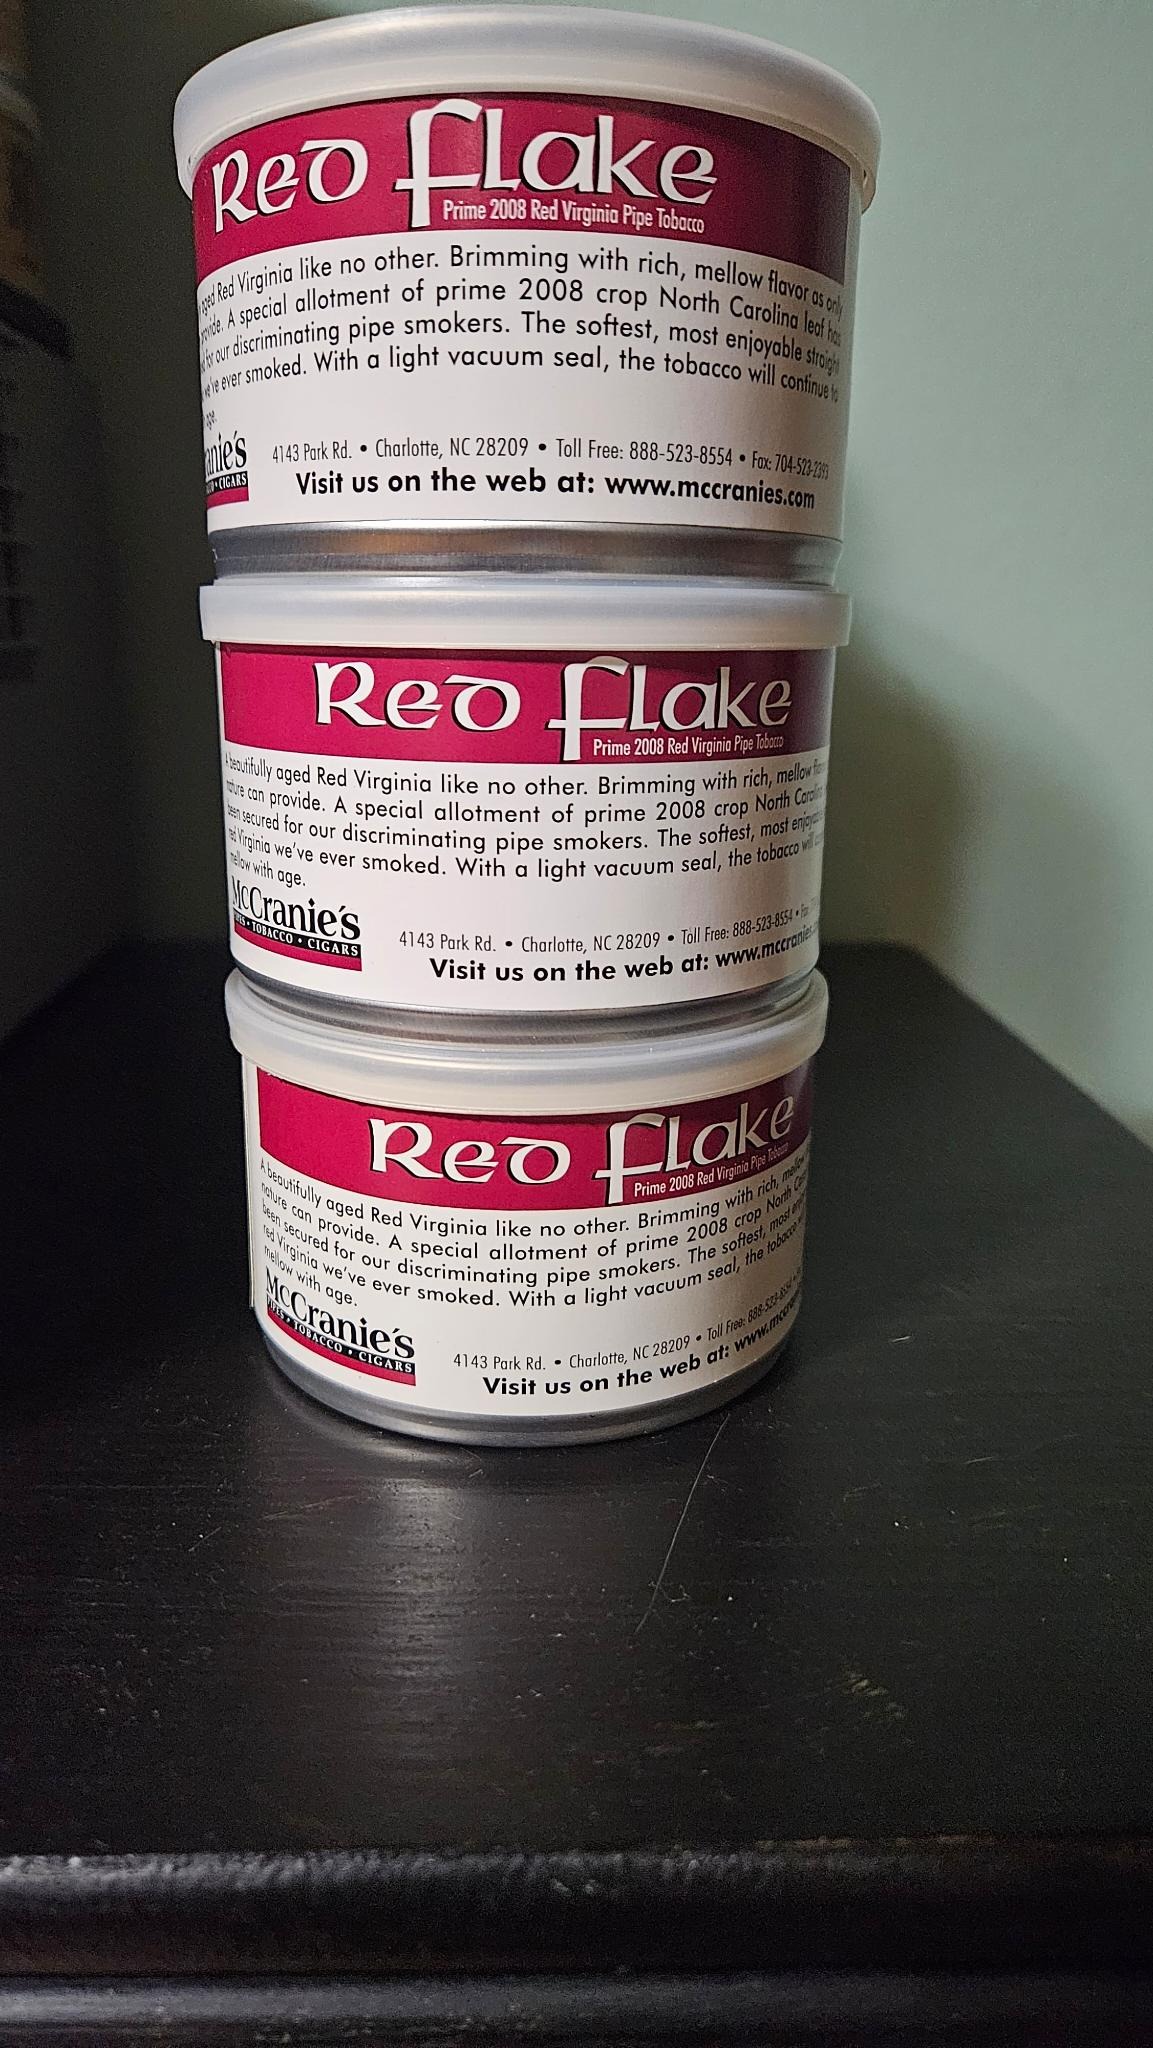 Red Flake
Prime 2008 Red Virginia Pipe Tobacco
aged Red Virginia like no other. Brimming with rich, mellow flavor as only
provide. A special allotment of prime 2008 crop North Carolina leaf has
for our discriminating pipe smokers. The softest, most enjoyable straight
we've ever smoked. With a light vacuum seal, the tobacco will continue to
age.
4143 Park Rd. • Charlotte, NC 28209 • Toll Free: 888-523-8554 • Fax: 704-523-
CIGARS
Visit us on the web at: www.mccranies.com
Red Flake
Prime 2008 Red Virginia Pipe Tobacco
A beautifully aged Red Virginia like no other. Brimming with rich, mellow
nature can provide. A special allotment of prime 2008 crop North
been secured for our discriminating pipe smokers. The softest, most
red Virginia we've ever smoked. With a light vacuum seal, the tobacco will
mellow with age.
McCranie's
PIPES • TOBACCO • CIGARS
4143 Park Rd. • Charlotte, NC 28209 • Toll Free: 888-523-8554 •
Visit us on the web at: www.mccranies.
Red Flake
Prime 2008 Red Virginia Pipe Tobacco
A beautifully aged Red Virginia like no other. Brimming with rich, mellow
nature can provide. A special allotment of prime 2008 crop North
been secured for our discriminating pipe smokers. The softest, most
red Virginia we've ever smoked. With a light vacuum seal, the tobacco
mellow with age.
McCranie's
PIPES • TOBACCO • CIGARS
4143 Park Rd. • Charlotte, NC 28209 • Toll Free: 888-523-8554 •
Visit us on the web at: www.mccra